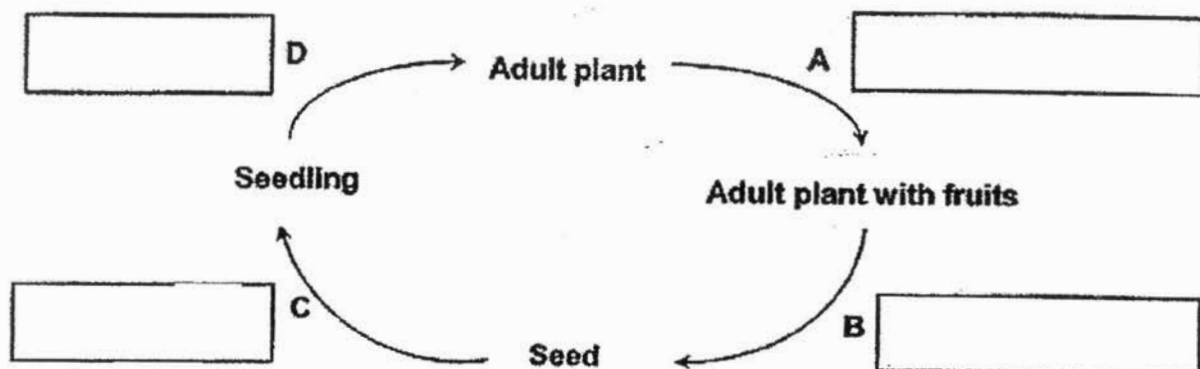 D
Adult plant
A
Seedling
Adult plant with fruits
C
B
Seed